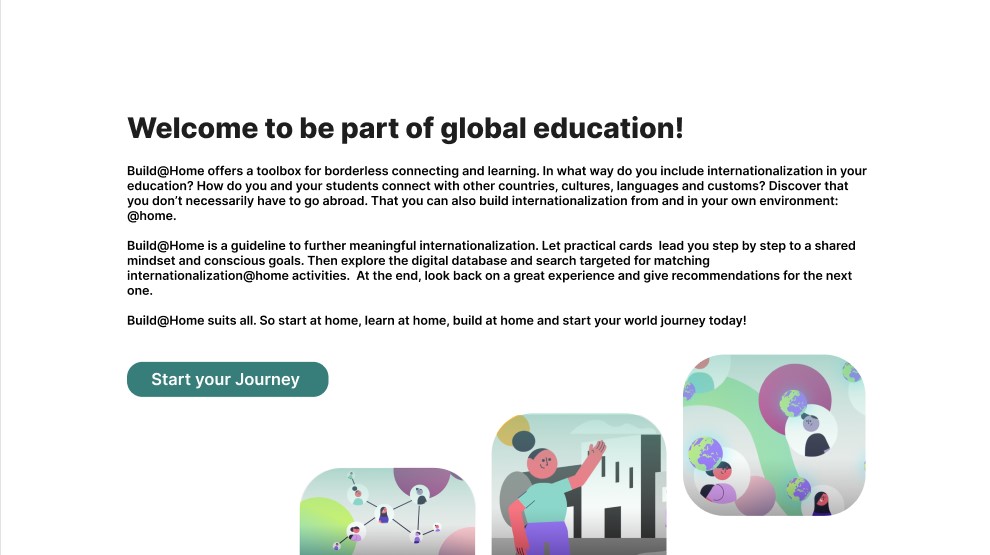 Welcome to be part of global education!
Build@Home offers a toolbox for borderless connecting and learning. In what way do you include internationalization in your
education? How do you and your students connect with other countries, cultures, languages and customs? Discover that
you don’t necessarily have to go abroad. That you can also build internationalization from and in your own environment:
@home.
Build@Home is a guideline to further meaningful internationalization. Let practical cards  lead you step by step to a shared
mindset and conscious goals. Then explore the digital database and search targeted for matching
internationalization@home activities.  At the end, look back on a great experience and give recommendations for the next
one.
Build@Home suits all. So start at home, learn at home, build at home and start your world journey today!
Start your Journey